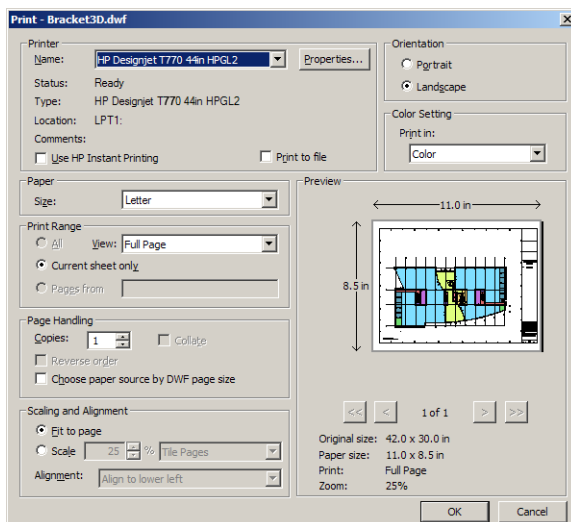 Print - Bracket3D.dwf
Printer
Name: HP Designjet T770 44in HPGL2 Properties...
Status: Ready
Type: HP Designjet T770 44in HPGL2
Location: LPT1:
Comments:
Use HP Instant Printing Print to file
Orientation
Portrait
Landscape
Color Setting
Print in:
Color
Paper
Size: Letter
Print Range
All View: Full Page
Current sheet only
Pages from
Page Handling
Copies: 1 Collate
Reverse order
Choose paper source by DWF page size
Scaling and Alignment
Fit to page
Scale 25 % Tile Pages
Alignment: Align to lower left
Preview
11.0 in
8.5 in
<< < 1 of 1 > >>
Original size: 42.0 x 30.0 in
Paper size: 11.0 x 8.5 in
Print: Full Page
Zoom: 25%
OK Cancel